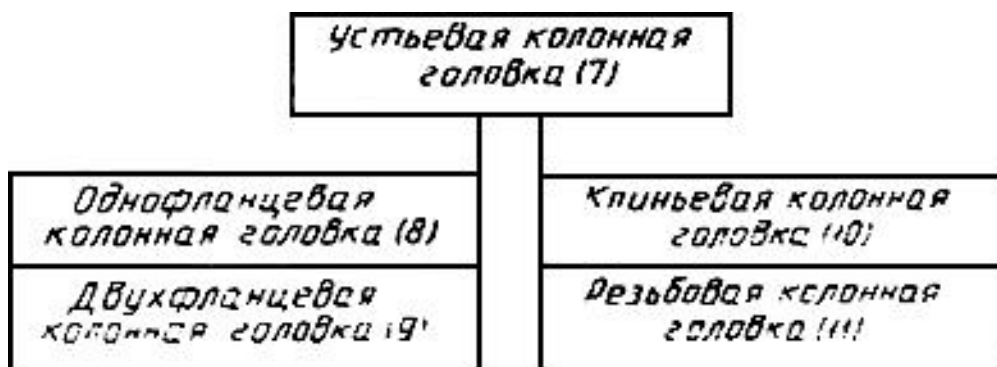 Устьевая колонная
головка (7)
Однофланцевая
колонная головка (8)
Двухфланцевая
колонная головка (9)
Клиньевая колонная
головка (10)
Резьбовая колонная
головка (11)